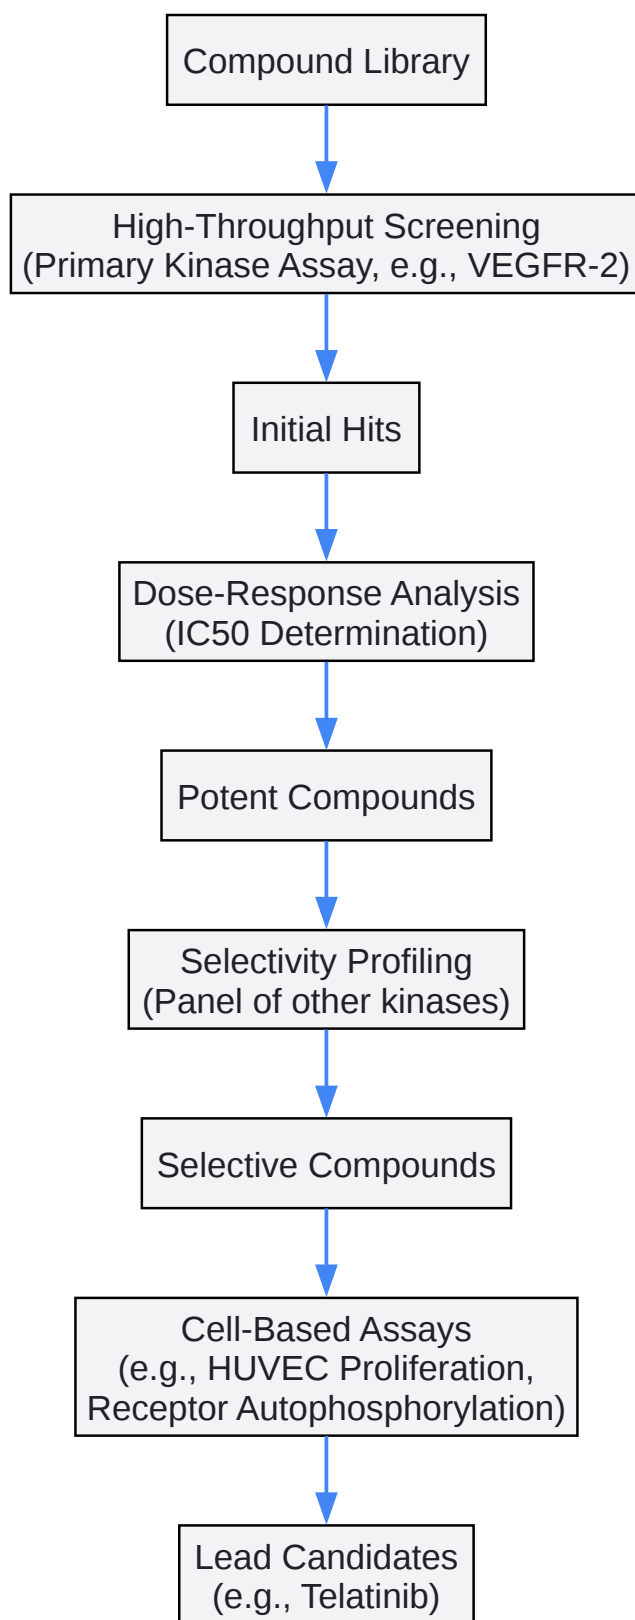 Compound Library
High-Throughput Screening
(Primary Kinase Assay, e.g., VEGFR-2)
Initial Hits
Dose-Response Analysis
(IC50 Determination)
Potent Compounds
Selectivity Profiling
(Panel of other kinases)
Selective Compounds
Cell-Based Assays
(e.g., HUVEC Proliferation,
Receptor Autophosphorylation)
Lead Candidates
(e.g., Telatinib)